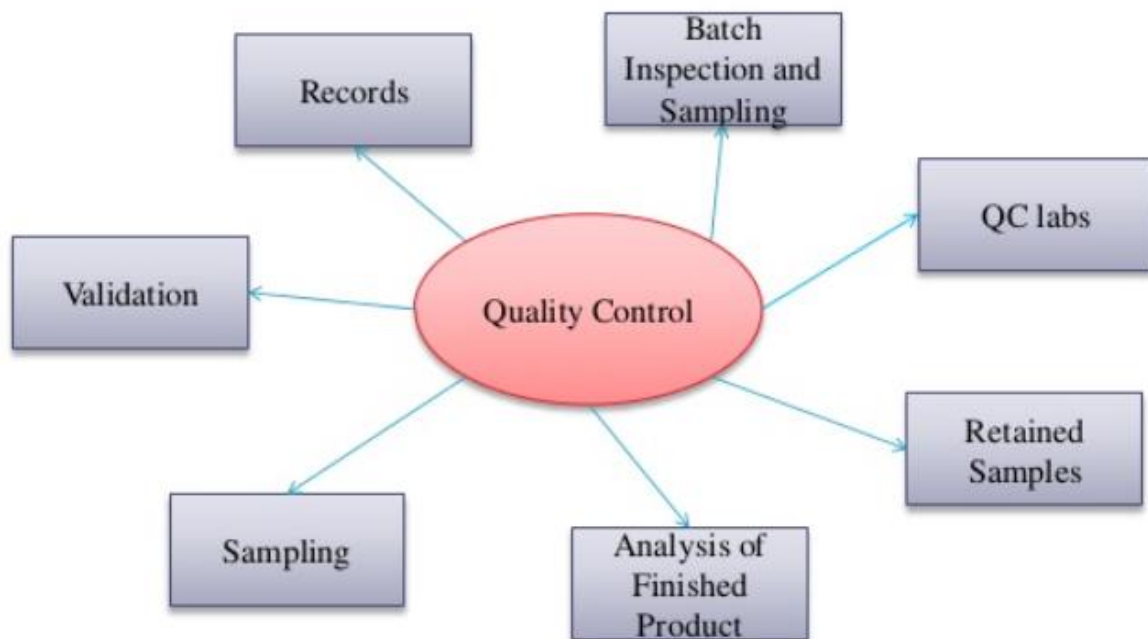 Batch
Inspection and
Sampling
Records
QC labs
Validation
Quality Control
Retained
Samples
Sampling
Analysis of
Finished
Product